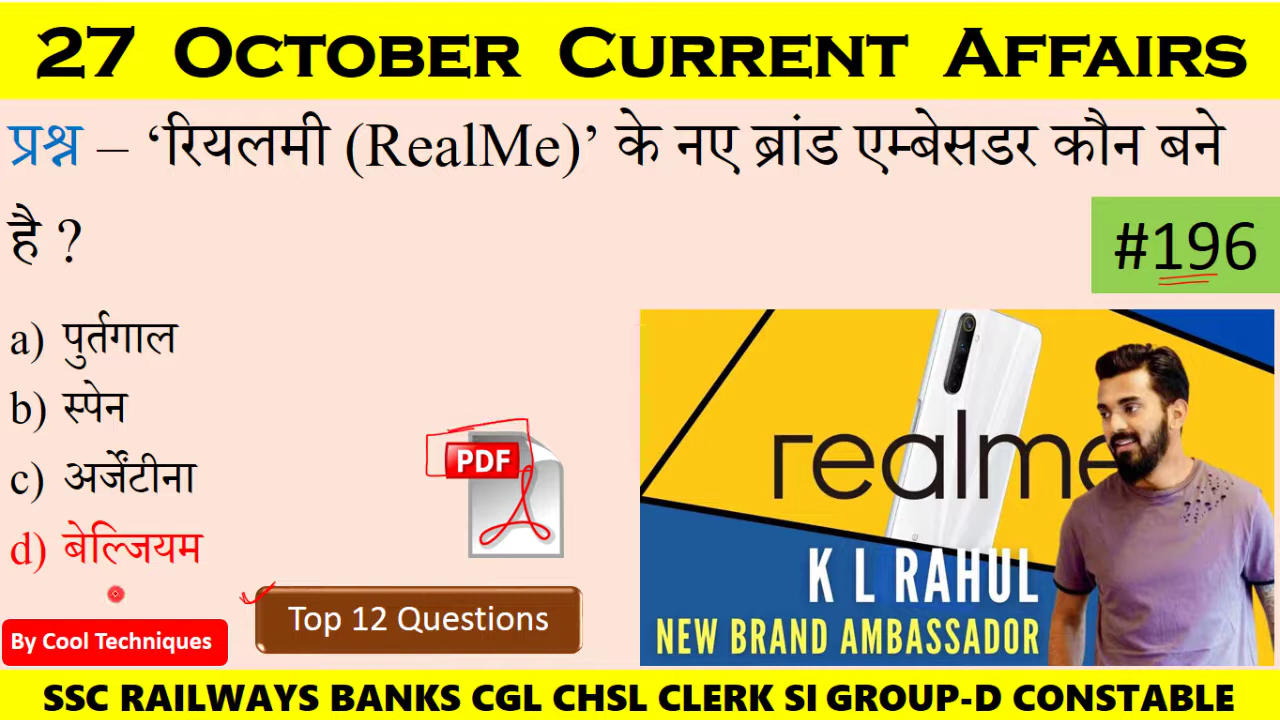 27 October Current Affairs
प्रश्न – ‘रियलमी (RealMe)’ के नए ब्रांड एम्बेसडर कौन बने
है ?
#196
a) पुर्तगाल
b) स्पेन
c) अर्जेंटीना
d) बेल्जियम
PDF
realme
K L RAHUL
NEW BRAND AMBASSADOR
Top 12 Questions
By Cool Techniques
SSC RAILWAYS BANKS CGL CHSL CLERK SI GROUP-D CONSTABLE